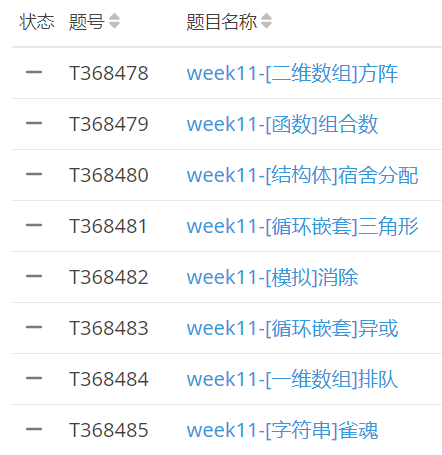 状态 题号 题目名称
T368478 week11-[二维数组]方阵
T368479 week11-[函数]组合数
T368480 week11-[结构体]宿舍分配
T368481 week11-[循环嵌套]三角形
T368482 week11-[模拟]消除
T368483 week11-[循环嵌套]异或
T368484 week11-[一维数组]排队
T368485 week11-[字符串]雀魂